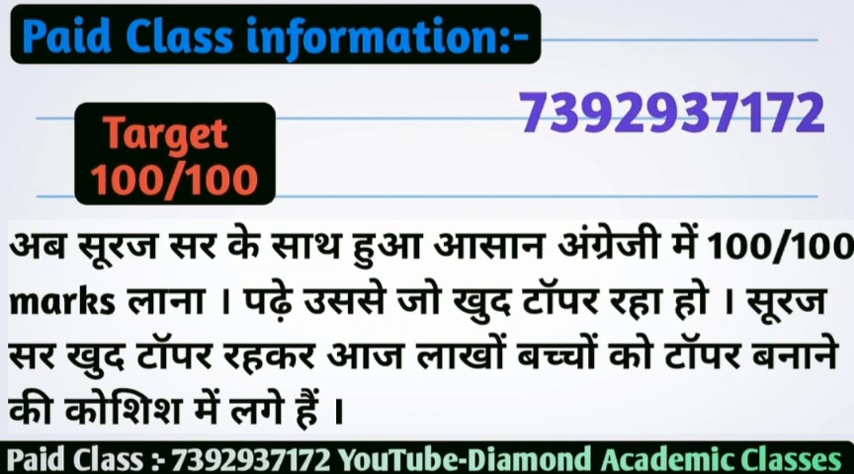 Paid Class information:-
7392937172
Target
100/100
अब सूरज सर के साथ हुआ आसान अंग्रेजी में 100/100
marks लाना । पढ़े उससे जो खुद टॉपर रहा हो । सूरज
सर खुद टॉपर रहकर आज लाखों बच्चों को टॉपर बनाने
की कोशिश में लगे हैं ।
Paid Class :- 7392937172 YouTube-Diamond Academic Classes